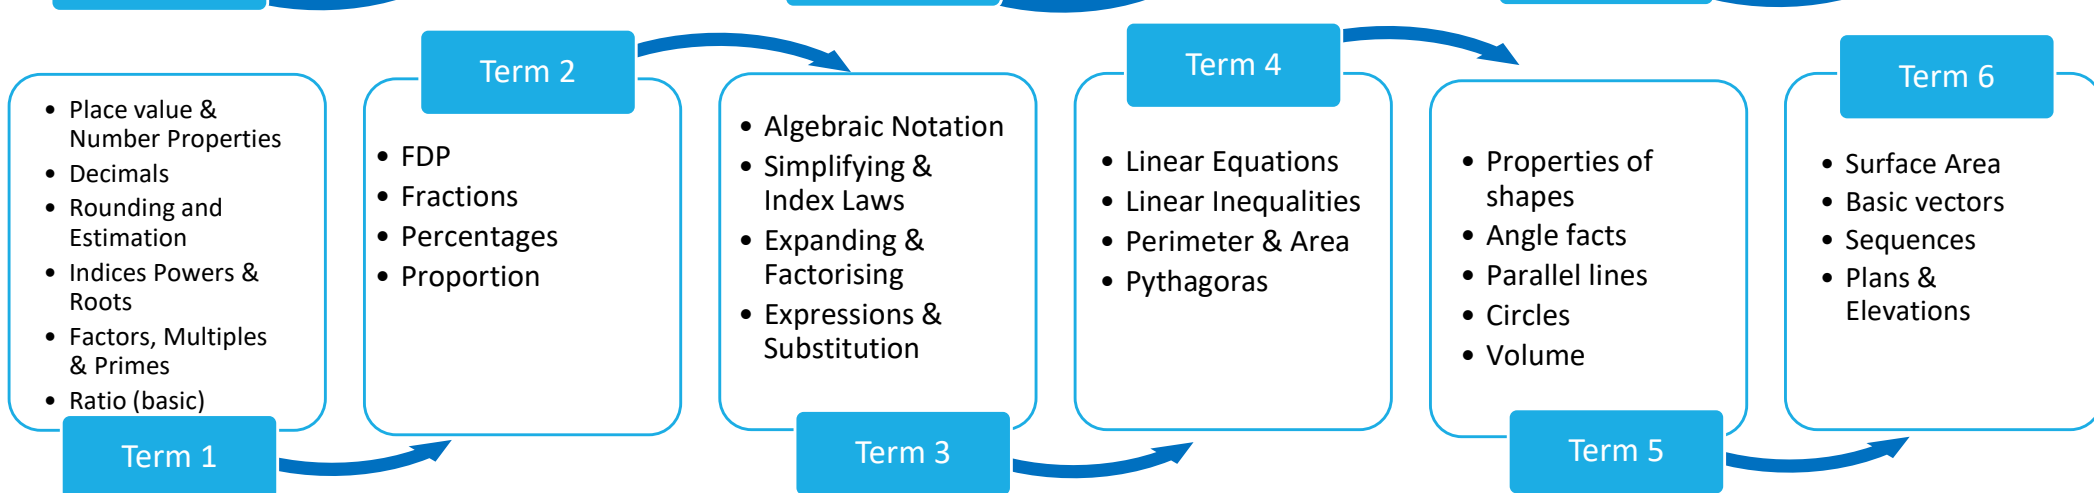 Place value &
Number Properties
Decimals
Rounding and
Estimation
Indices Powers &
Roots
Factors, Multiples
& Primes
Ratio (basic)
Term 1
Term 2
FDP
Fractions
Percentages
Proportion
Algebraic Notation
Simplifying &
Index Laws
Expanding &
Factorising
Expressions &
Substitution
Term 3
Term 4
Linear Equations
Linear Inequalities
Perimeter & Area
Pythagoras
Properties of
shapes
Angle facts
Parallel lines
Circles
Volume
Term 5
Term 6
Surface Area
Basic vectors
Sequences
Plans &
Elevations